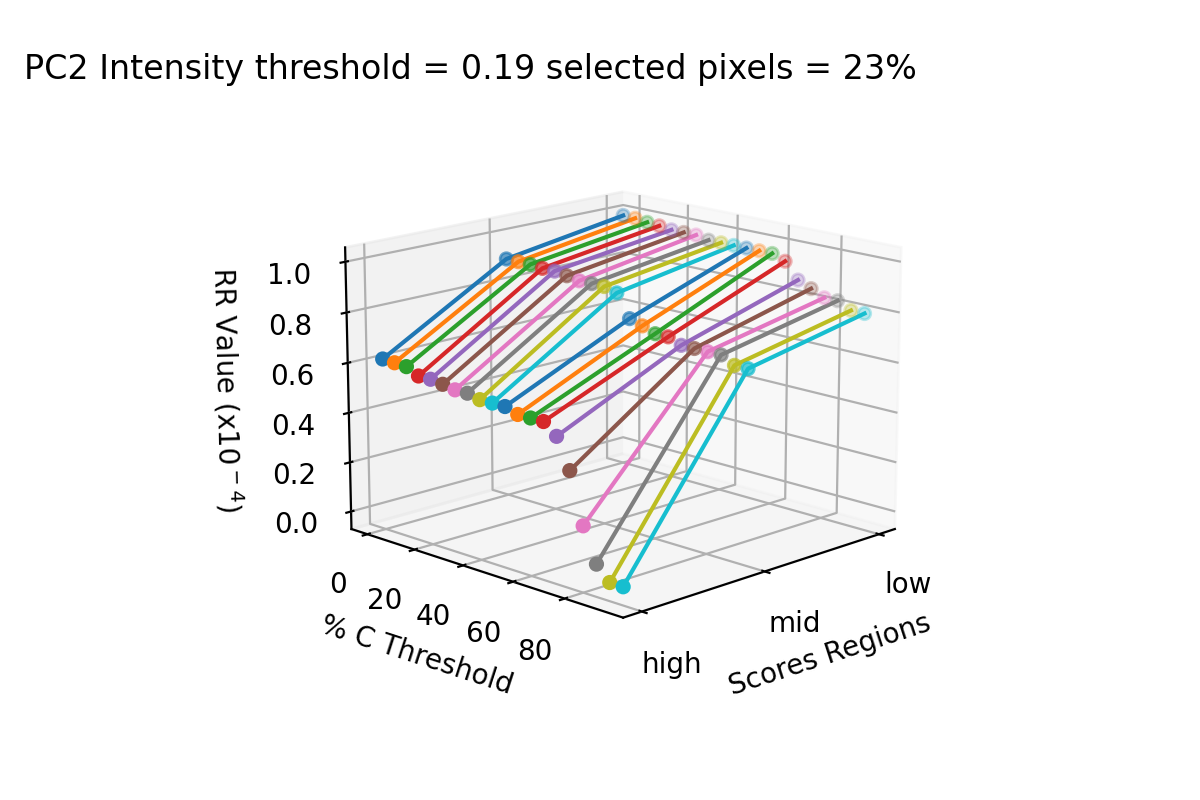 PC2 Intensity threshold = 0.19 selected pixels = 23%
RR Value (x10⁻⁴)
1.0
0.8
0.6
0.4
0.2
0.0
0
20
40
60
80
% C Threshold
high
mid
low
Scores Regions